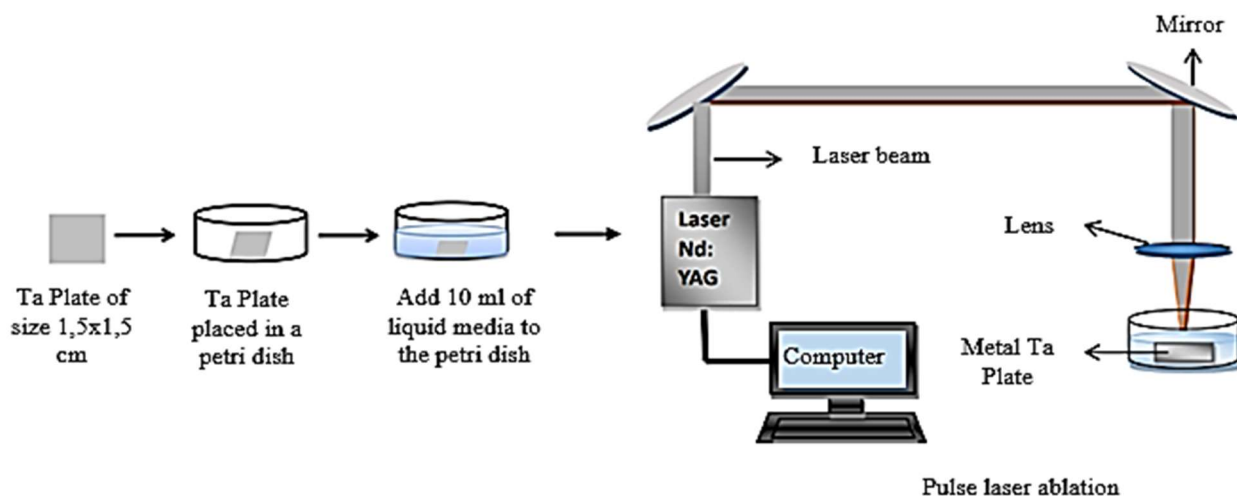 Ta Plate of
size 1,5x1,5
cm
Ta Plate
placed in a
petri dish
Add 10 ml of
liquid media to
the petri dish
Laser
Nd:
YAG
Computer
Laser beam
Mirror
Lens
Metal Ta
Plate
Pulse laser ablation